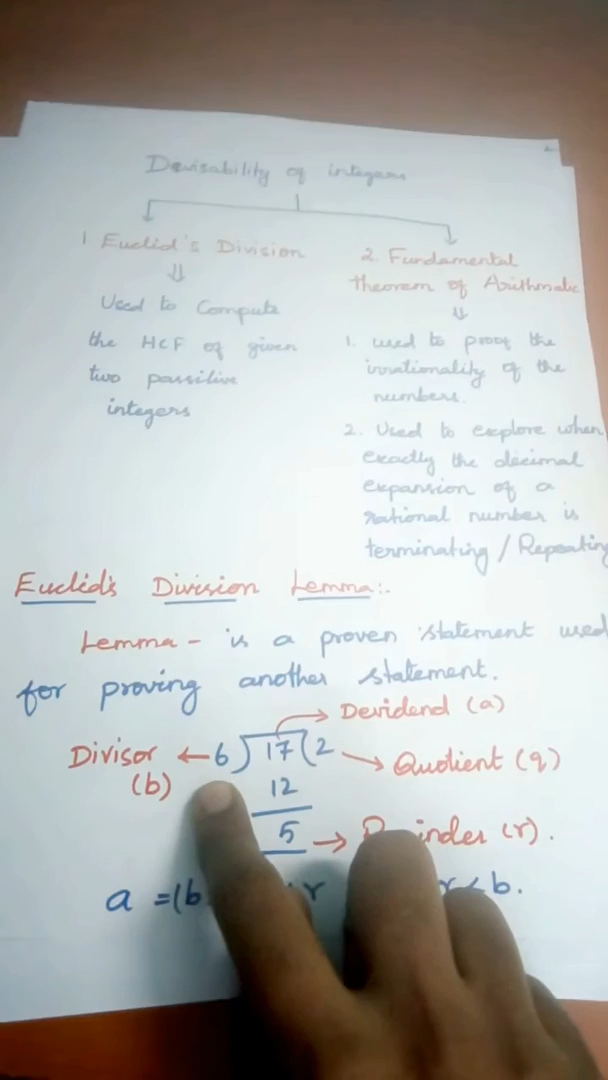 Devisability of integers
1 Euclid's Division
⇓
Used to Compute
the HCF of given
two possitive
integers
2. Fundamental
theorem of Arithmatic
⇓
1. used to proof the
irrationality of the
numbers.
2. Used to explore when
exactly the decimal
expansion of a
rational number is
terminating / Repeating
Euclid's Division Lemma:-
Lemma - is a proven statement used
for proving another statement.
→ Devidend (a)
Divisor ← 6) 17 (2 → Quotient (q)
(b) 12
5 → (r).
a = (b r < b.